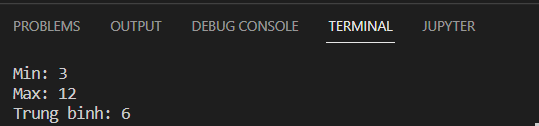 PROBLEMS OUTPUT DEBUG CONSOLE TERMINAL JUPYTER
Min: 3
Max: 12
Trung binh: 6